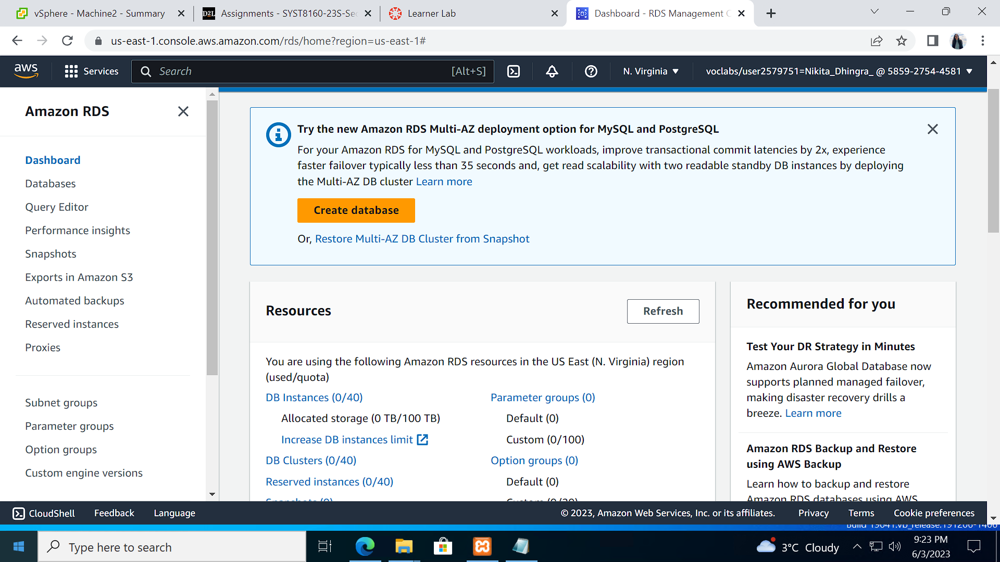 vSphere - Machine2 - Summary
Assignments - SYST8160-23S-Sec
Learner Lab
Dashboard - RDS Management C
us-east-1.console.aws.amazon.com/rds/home?region=us-east-1#
aws
Services
Search
[Alt+S]
N. Virginia
voclabs/user2579751=Nikita_Dhingra_ @ 5859-2754-4581
Amazon RDS
Dashboard
Databases
Query Editor
Performance insights
Snapshots
Exports in Amazon S3
Automated backups
Reserved instances
Proxies
Subnet groups
Parameter groups
Option groups
Custom engine versions
Try the new Amazon RDS Multi-AZ deployment option for MySQL and PostgreSQL
For your Amazon RDS for MySQL and PostgreSQL workloads, improve transactional commit latencies by 2x, experience
faster failover typically less than 35 seconds and, get read scalability with two readable standby DB instances by deploying
the Multi-AZ DB cluster Learn more
Create database
Or, Restore Multi-AZ DB Cluster from Snapshot
Resources
Refresh
You are using the following Amazon RDS resources in the US East (N. Virginia) region
(used/quota)
DB Instances (0/40)
Allocated storage (0 TB/100 TB)
Increase DB instances limit
DB Clusters (0/40)
Reserved instances (0/40)
Snapshots (0)
Parameter groups (0)
Default (0)
Custom (0/100)
Option groups (0)
Default (0)
Custom (0/20)
Recommended for you
Test Your DR Strategy in Minutes
Amazon Aurora Global Database now
supports planned managed failover,
making disaster recovery drills a
breeze. Learn more
Amazon RDS Backup and Restore
using AWS Backup
Learn how to backup and restore
Amazon RDS databases using AWS
CloudShell
Feedback
Language
© 2023, Amazon Web Services, Inc. or its affiliates.
Privacy
Terms
Cookie preferences
Build 19041.vb_release.191206-1406
Type here to search
3°C Cloudy
9:23 PM
6/3/2023